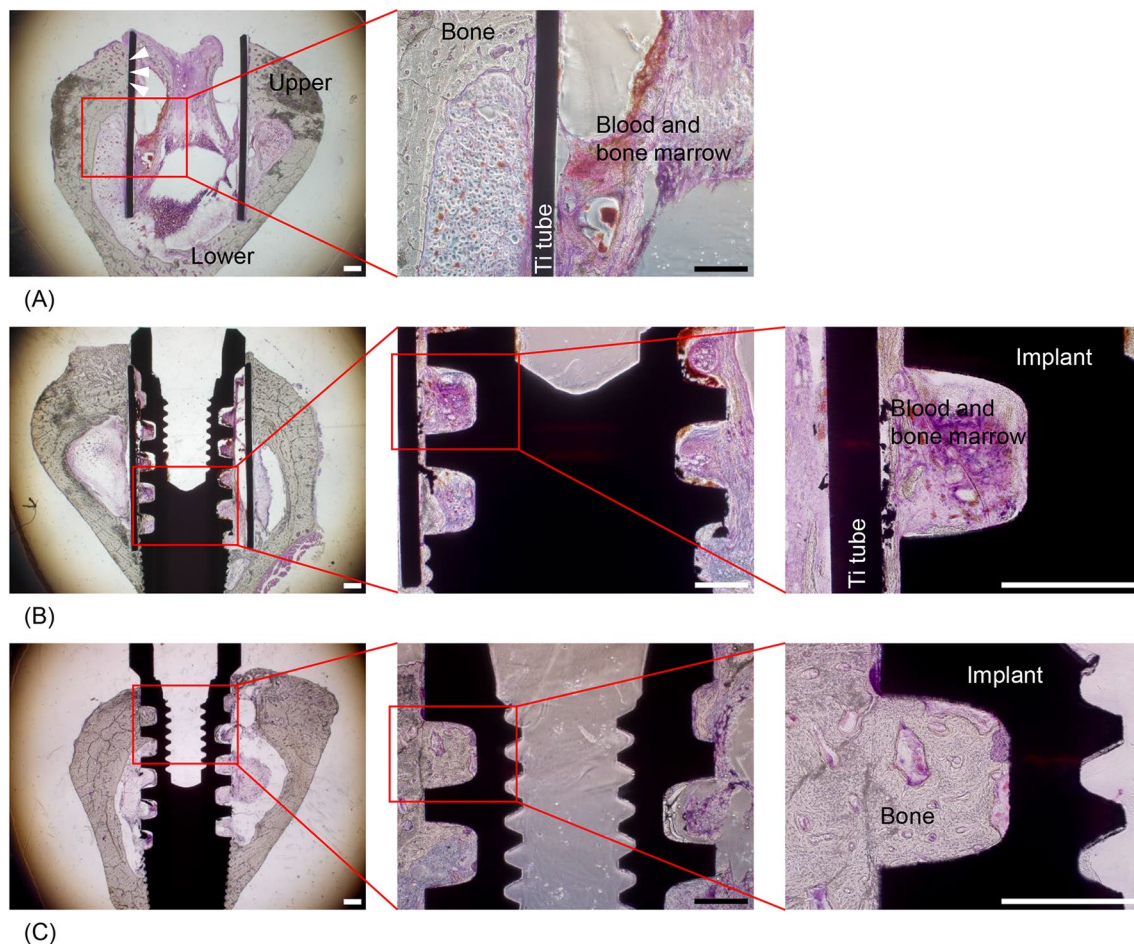 Bone
Upper
Blood and
bone marrow
Ti tube
Lower
(A)
Implant
Blood and
bone marrow
Ti tube
(B)
Implant
Bone
(C)